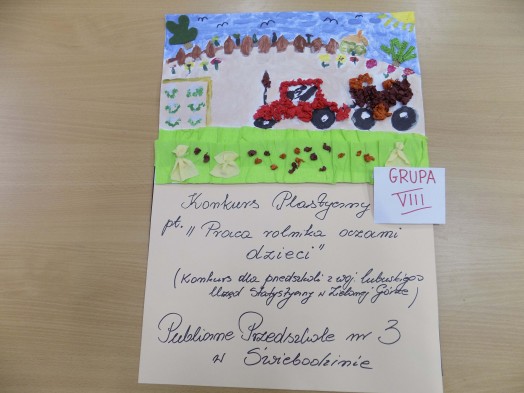 GRUPA
VIII
Konkurs Plastyczny
pt. „Praca rolnika oczami
dzieci"
(Konkurs dla przedszkoli z woj. lubuskiego
Urząd Statystyczny w Zielonej Górze)
Publiczne Przedszkole nr 3
w Świebodzinie